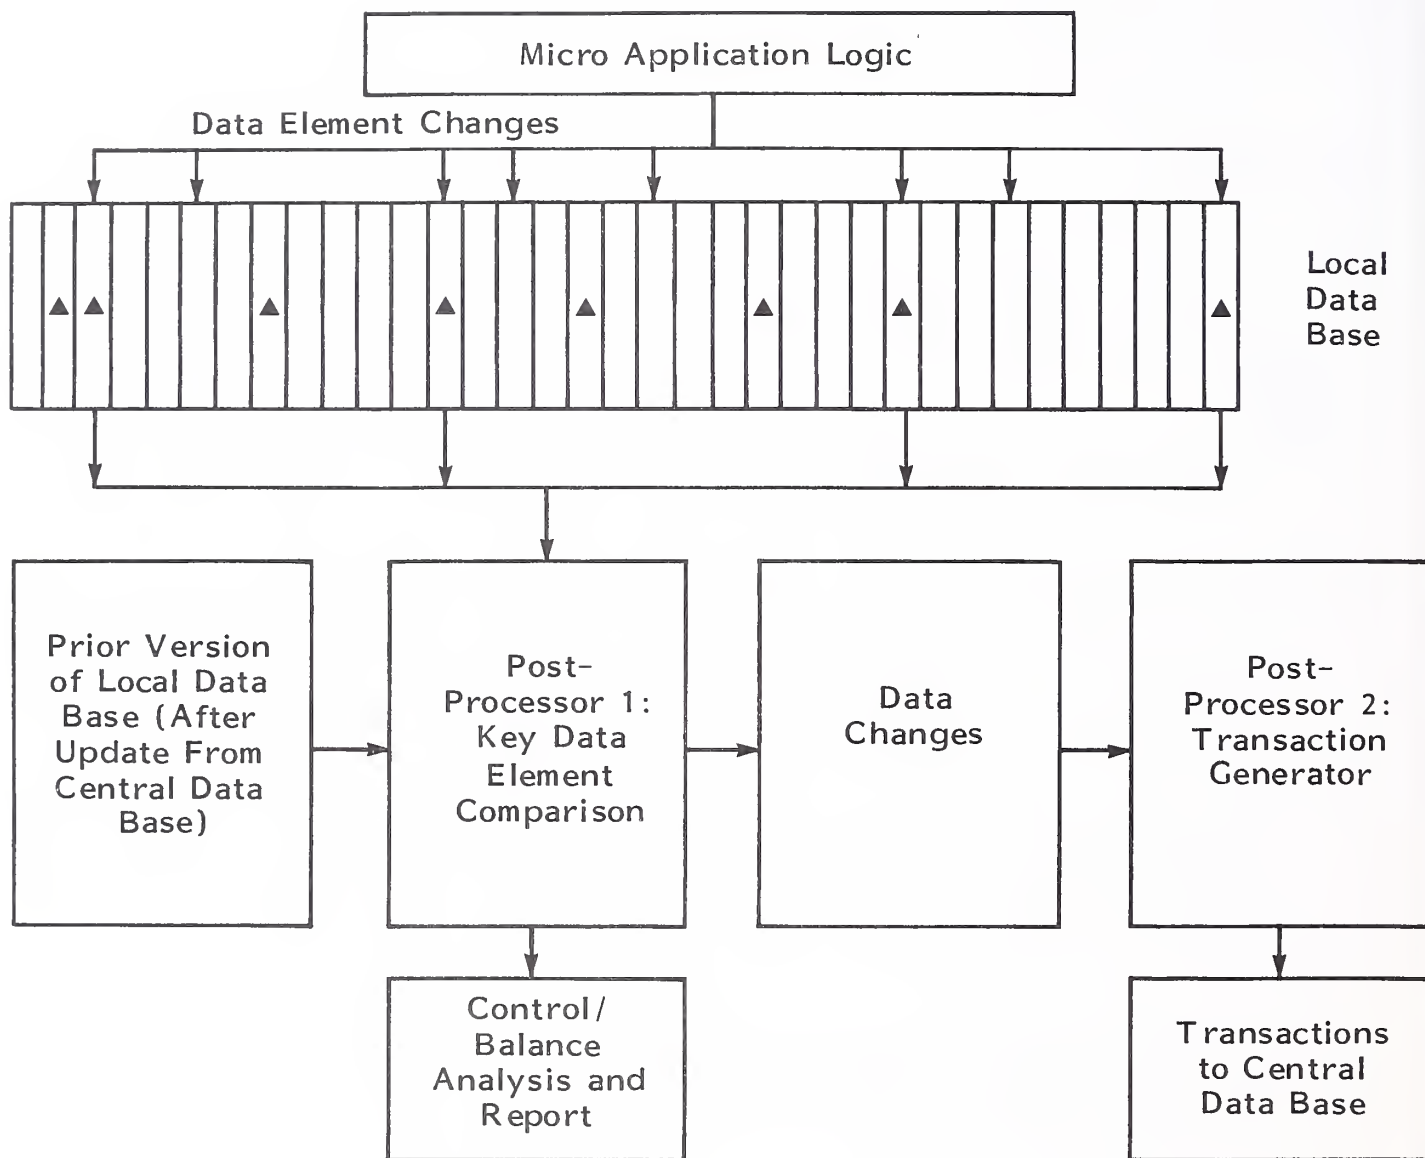 Micro Application Logic
Data Element Changes
Local
Data
Base
Prior Version
of Local Data
Base (After
Update From
Central Data
Base)
Post-
Processor 1:
Key Data
Element
Comparison
Data
Changes
Post-
Processor 2:
Transaction
Generator
Control/
Balance
Analysis and
Report
Transactions
to Central
Data Base